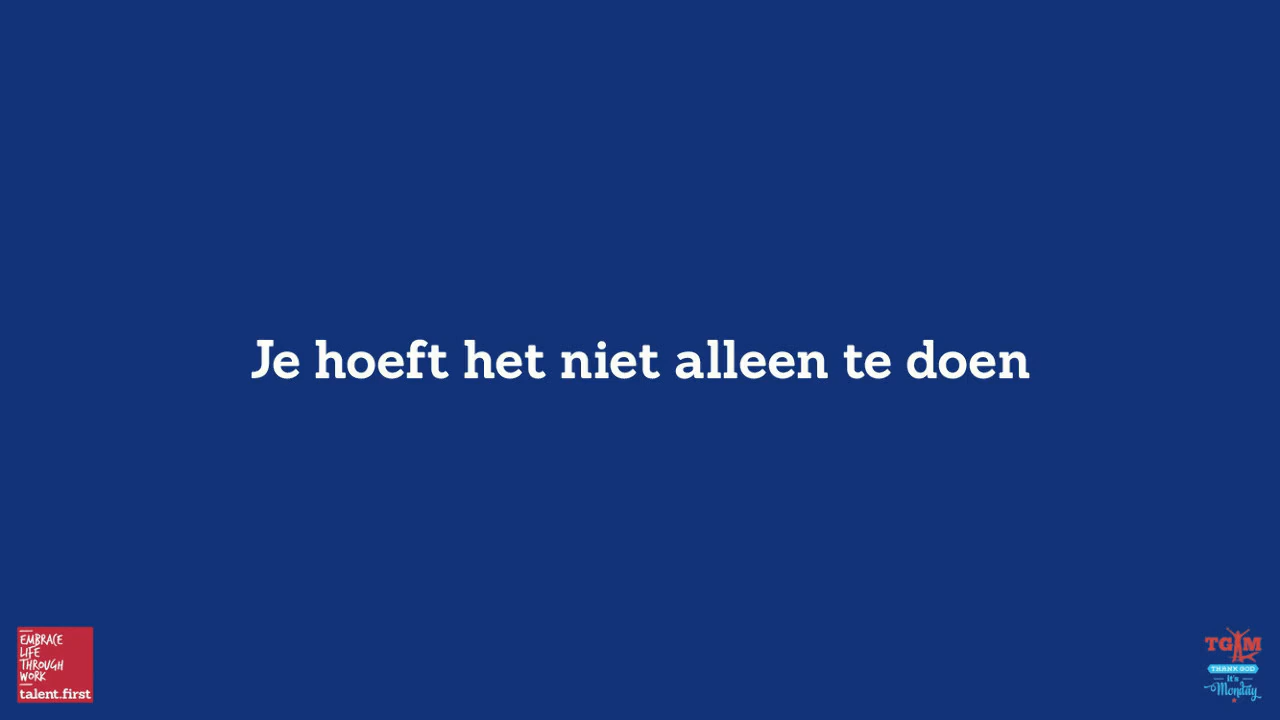 Je hoeft het niet alleen te doen
EMBRACE
LIFE
THROUGH
WORK
talent.first
TGIM
THANK GOD
it's
Monday